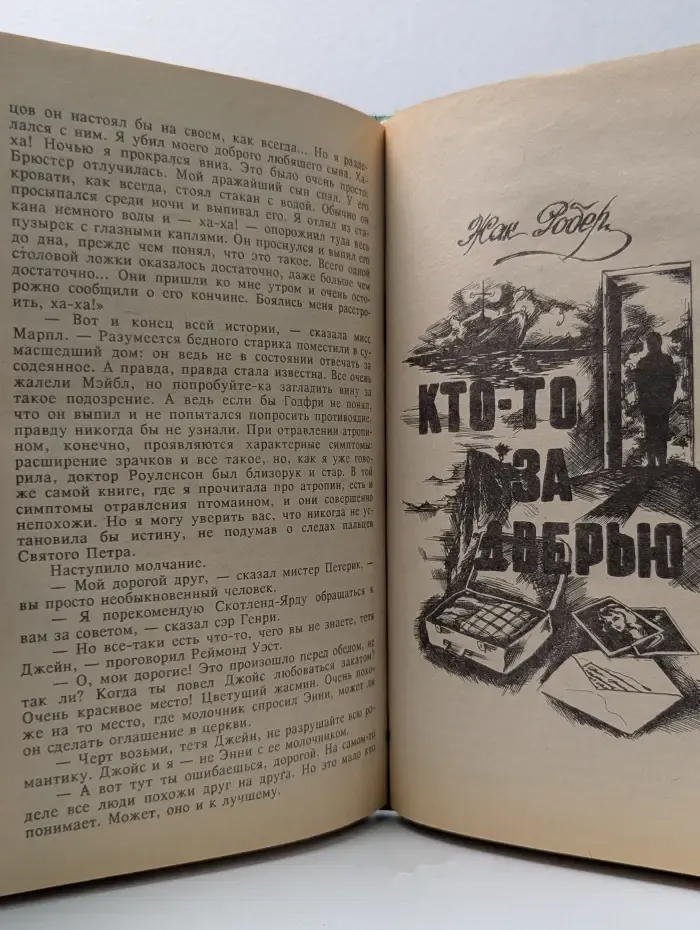 цов он настоял бы на своем, как всегда... Но я разде-
лался с ним. Я убил моего доброго любящего сына. Ха-
ха! Ночью я прокрался вниз. Это было очень просто:
Брюстер отлучилась. Мой дражайший сын спал. У его
кровати, как всегда, стоял стакан с водой. Обычно он
просыпался среди ночи и выпивал его. Я отлил из ста-
кана немного воды и — ха-ха! — опорожнил туда весь
пузырек с глазными каплями. Он проснулся и выпил его
до дна, прежде чем понял, что это такое. Всего одной
столовой ложки оказалось достаточно, даже больше чем
достаточно... Они пришли ко мне утром и очень осто-
рожно сообщили о его кончине. Боялись меня расстро-
ить, ха-ха!»
— Вот и конец всей истории, — сказала мисс
Марпл. — Разумеется бедного старика поместили в су-
масшедший дом: он ведь не в состоянии отвечать за
содеянное. А правда, правда стала известна. Все очень
жалели Мэйбл, но попробуйте-ка загладить вину за
такое подозрение. А ведь если бы Годфри не понял,
что он выпил и не попытался попросить противоядие,
правду никогда бы не узнали. При отравлении атропи-
ном, конечно, проявляются характерные симптомы:
расширение зрачков и все такое, но, как я уже гово-
рила, доктор Роуленсон был близорук и стар. В той
же самой книге, где я прочитала про атропин, есть и
симптомы отравления птомаином, и они совершенно
непохожи. Но я могу уверить вас, что никогда не ус-
тановила бы истину, не подумав о следах пальцев
Святого Петра.
Наступило молчание.
— Мой дорогой друг, — сказал мистер Петерик, —
вы просто необыкновенный человек.
— Я порекомендую Скотленд-Ярду обращаться к
вам за советом, — сказал сэр Генри.
— Но все-таки есть что-то, чего вы не знаете, тетя
Джейн, — проговорил Реймонд Уэст.
— О, мои дорогие! Это произошло перед обедом, не
так ли? Когда ты повел Джойс любоваться закатом?
Очень красивое место! Цветущий жасмин. Очень похо-
же на то место, где молочник спросил Энни, может ли
он сделать оглашение в церкви.
— Черт возьми, тетя Джейн, не разрушайте всю ро-
мантику. Джойс и я — не Энни с ее молочником.
— А вот тут ты ошибаешься, дорогой. На самом-то
деле все люди похожи друг на друга. Но это мало кто
понимает. Может, оно и к лучшему.
Жак Робер
КТО-ТО
ЗА
ДВЕРЬЮ